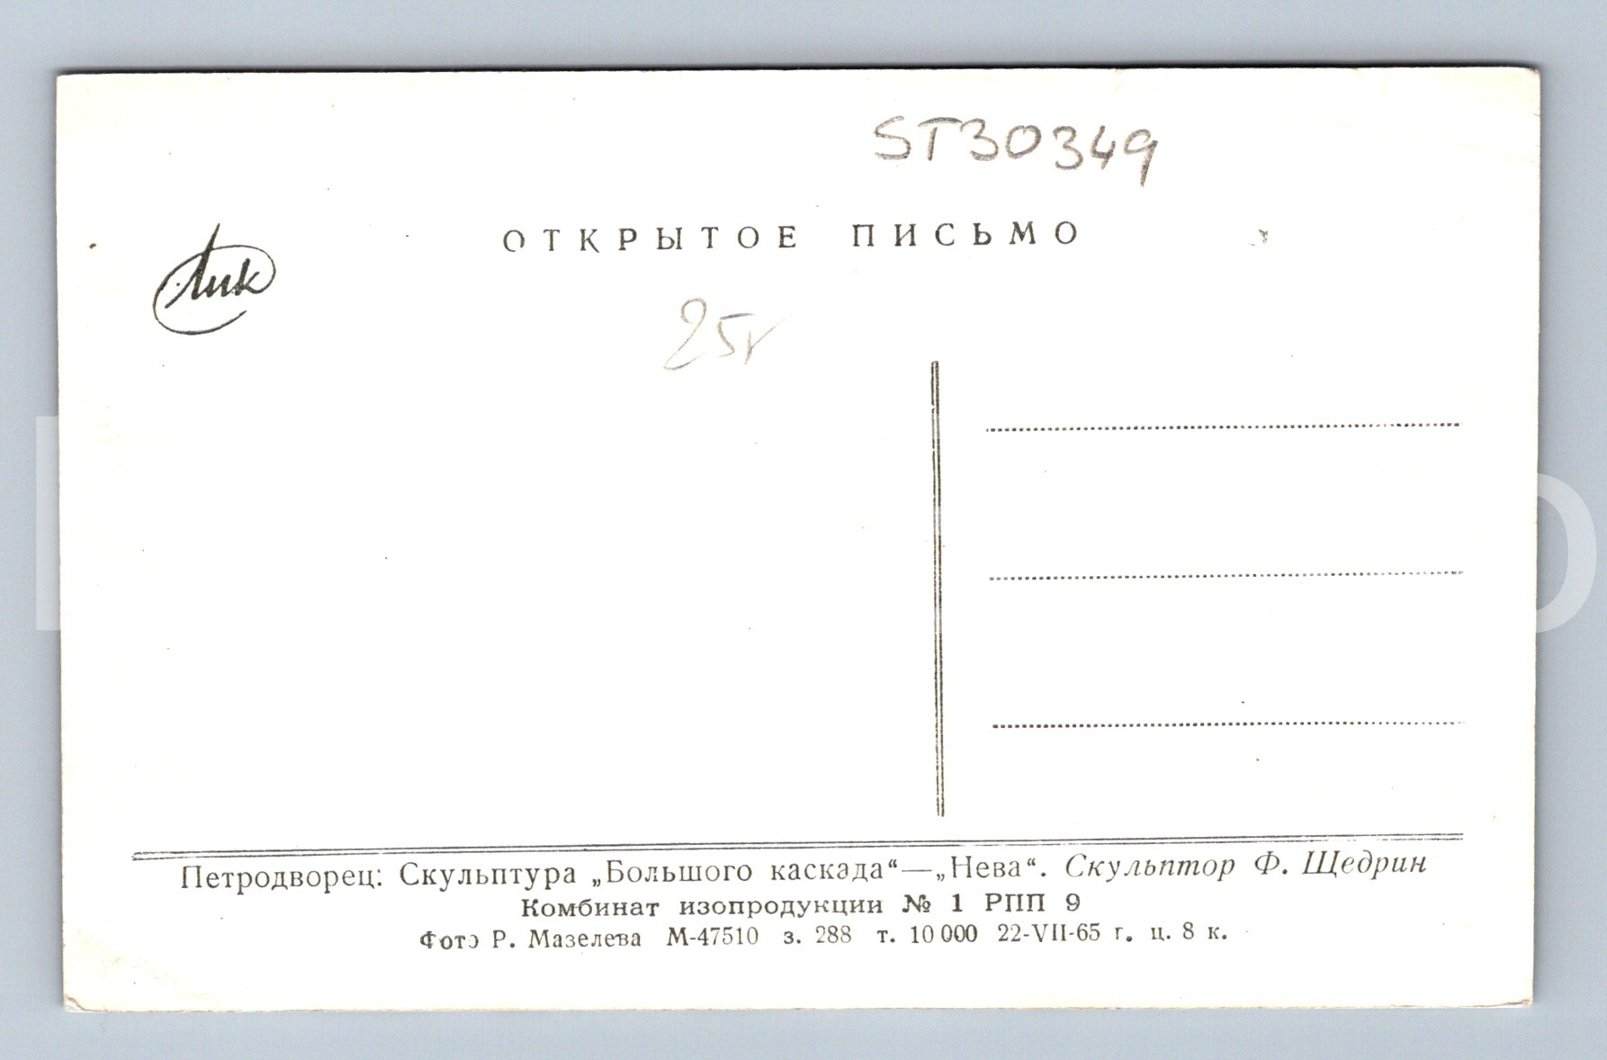 ST30349
ОТКРЫТОЕ ПИСЬМО
Лик
25г
Петродворец: Скульптура „Большого каскада“—„Нева“. Скульптор Ф. Щедрин
Комбинат изопродукции № 1 РПП 9
Фото Р. Мазелева М-47510 з. 288 т. 10 000 22-VII-65 г. ц. 8 к.